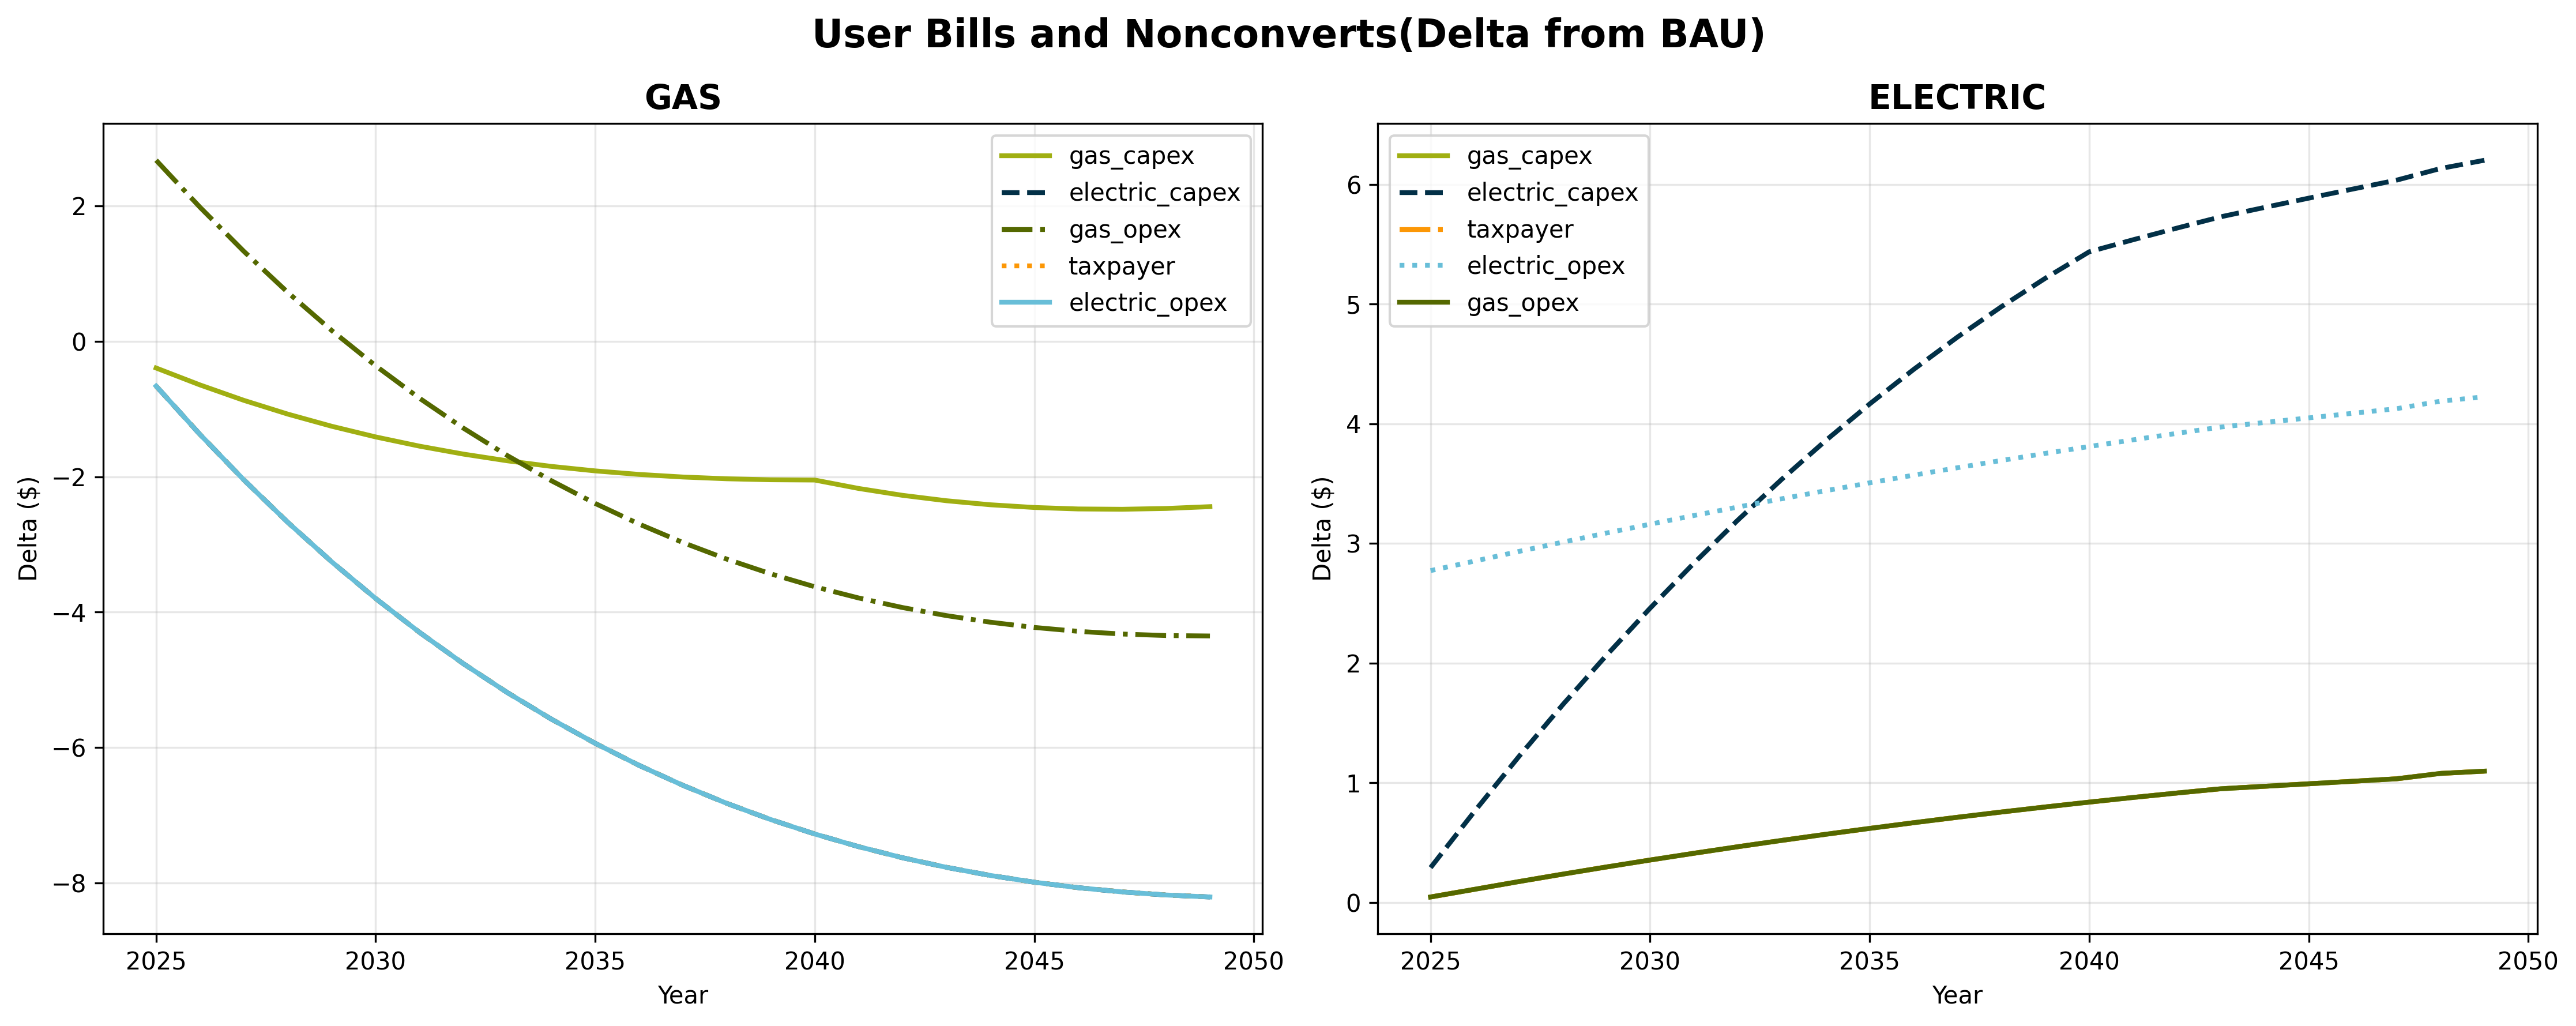 User Bills and Nonconverts(Delta from BAU)
GAS
gas_capex
electric_capex
gas_opex
taxpayer
electric_opex
2
0
−2
−4
−6
−8
Delta ($)
2025 2030 2035 2040 2045 2050
Year
ELECTRIC
gas_capex
electric_capex
taxpayer
electric_opex
gas_opex
6
5
4
3
2
1
0
Delta ($)
2025 2030 2035 2040 2045 2050
Year